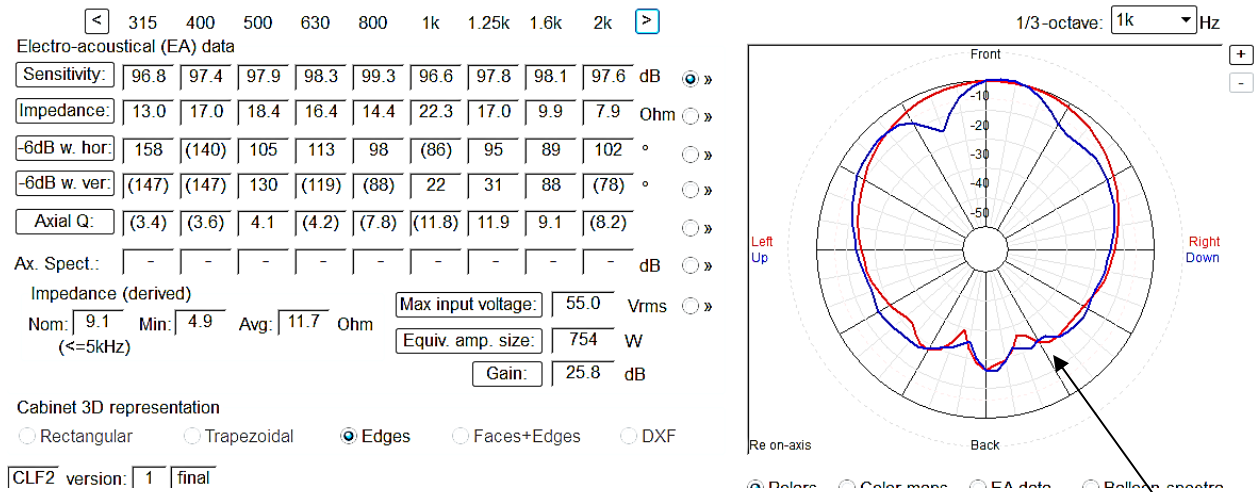 < 315 400 500 630 800 1k 1.25k 1.6k 2k >
Electro-acoustical (EA) data
Sensitivity: 96.8 97.4 97.9 98.3 99.3 96.6 97.8 98.1 97.6 dB »
Impedance: 13.0 17.0 18.4 16.4 14.4 22.3 17.0 9.9 7.9 Ohm »
-6dB w. hor: 158 (140) 105 113 98 (86) 95 89 102 ° »
-6dB w. ver: (147) (147) 130 (119) (88) 22 31 88 (78) ° »
Axial Q: (3.4) (3.6) 4.1 (4.2) (7.8) (11.8) 11.9 9.1 (8.2) »
Ax. Spect.: - - - - - - - - - dB »
Impedance (derived)
Nom: 9.1 Min: 4.9 Avg: 11.7 Ohm
(<=5kHz)
Max input voltage: 55.0 Vrms »
Equiv. amp. size: 754 W
Gain: 25.8 dB
Cabinet 3D representation
Rectangular Trapezoidal Edges Faces+Edges DXF
CLF2 version: 1 final
1/3-octave: 1k Hz
+
-
Front
-10
-20
-30
-40
-50
Left Right
Up Down
Re on-axis Back
Polars Color maps EA data Balloon spectra